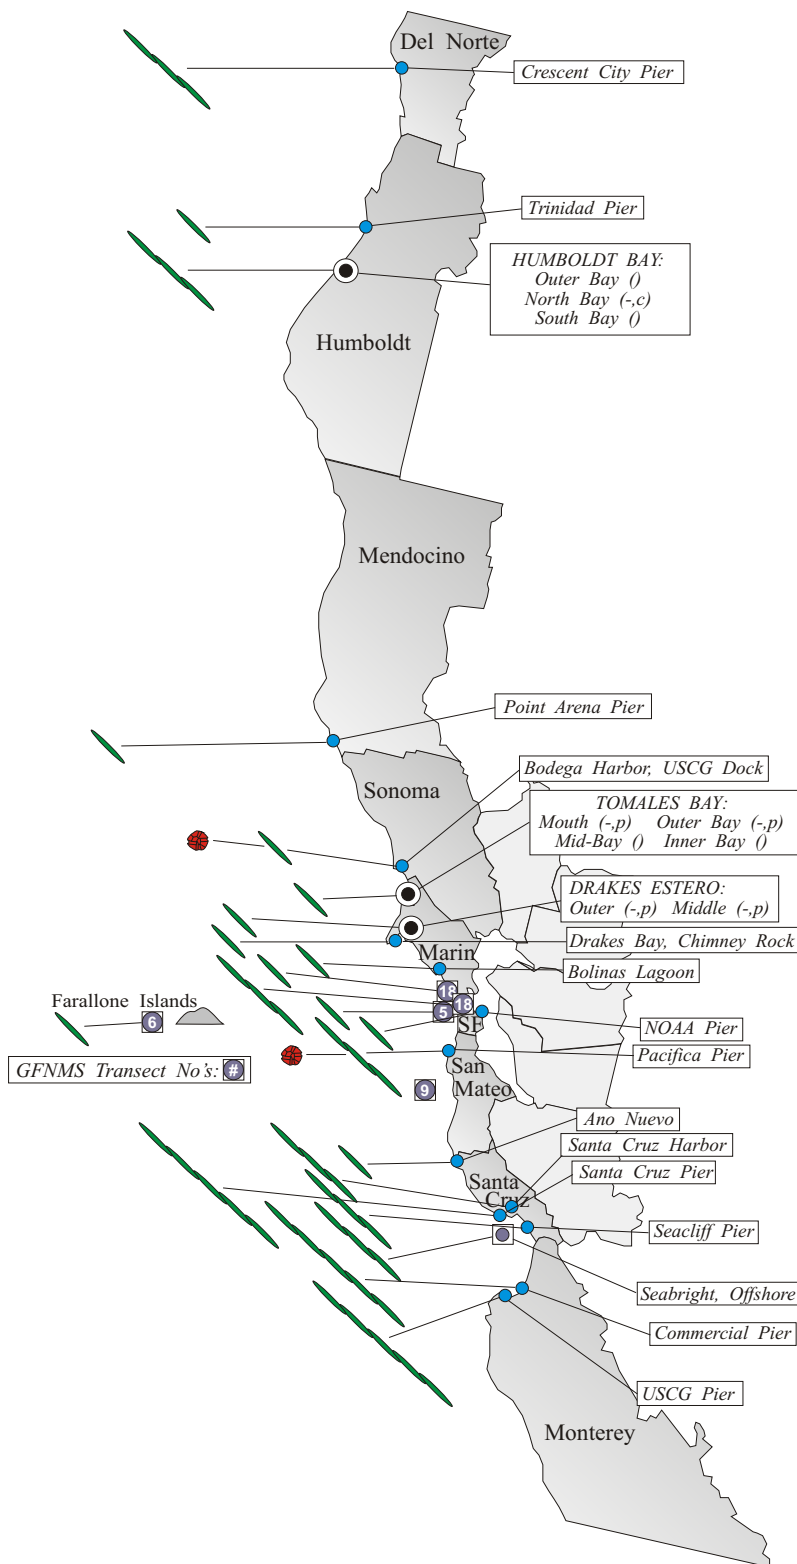 Del Norte
Crescent City Pier
Trinidad Pier
HUMBOLDT BAY:
Outer Bay ()
North Bay (-,c)
South Bay ()
Humboldt
Mendocino
Point Arena Pier
Bodega Harbor, USCG Dock
Sonoma
TOMALES BAY:
Mouth (-,p) Outer Bay (-,p)
Mid-Bay () Inner Bay ()
DRAKES ESTERO:
Outer (-,p) Middle (-,p)
Drakes Bay, Chimney Rock
Marin
Bolinas Lagoon
18
18
Farallone Islands
6
5
SF
NOAA Pier
Pacifica Pier
GFNMS Transect No's: #
San
Mateo
9
Ano Nuevo
Santa Cruz Harbor
Santa Cruz Pier
Santa
Cruz
Seacliff Pier
Seabright, Offshore
Commercial Pier
USCG Pier
Monterey